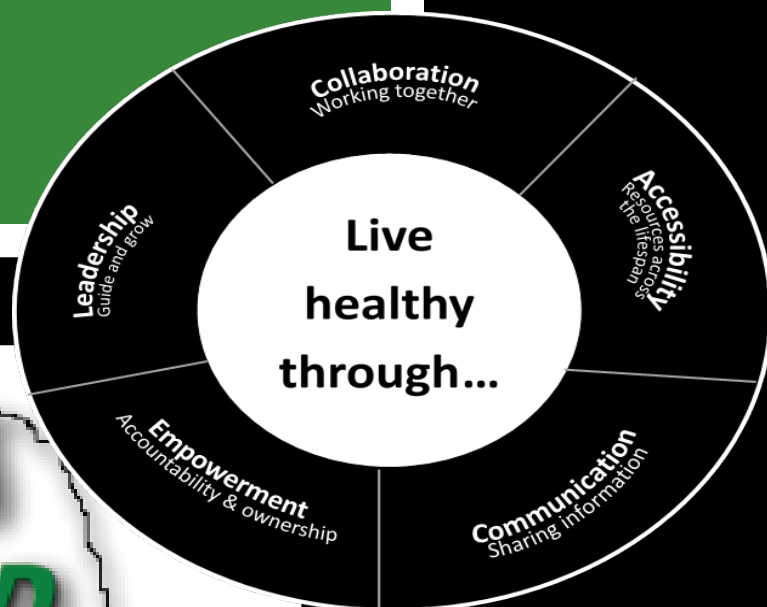 Live
healthy
through...
Collaboration
Working together
Accessibility
Resources across
the lifespan
Communication
Sharing information
Empowerment
Accountability & ownership
Leadership
Guide and grow